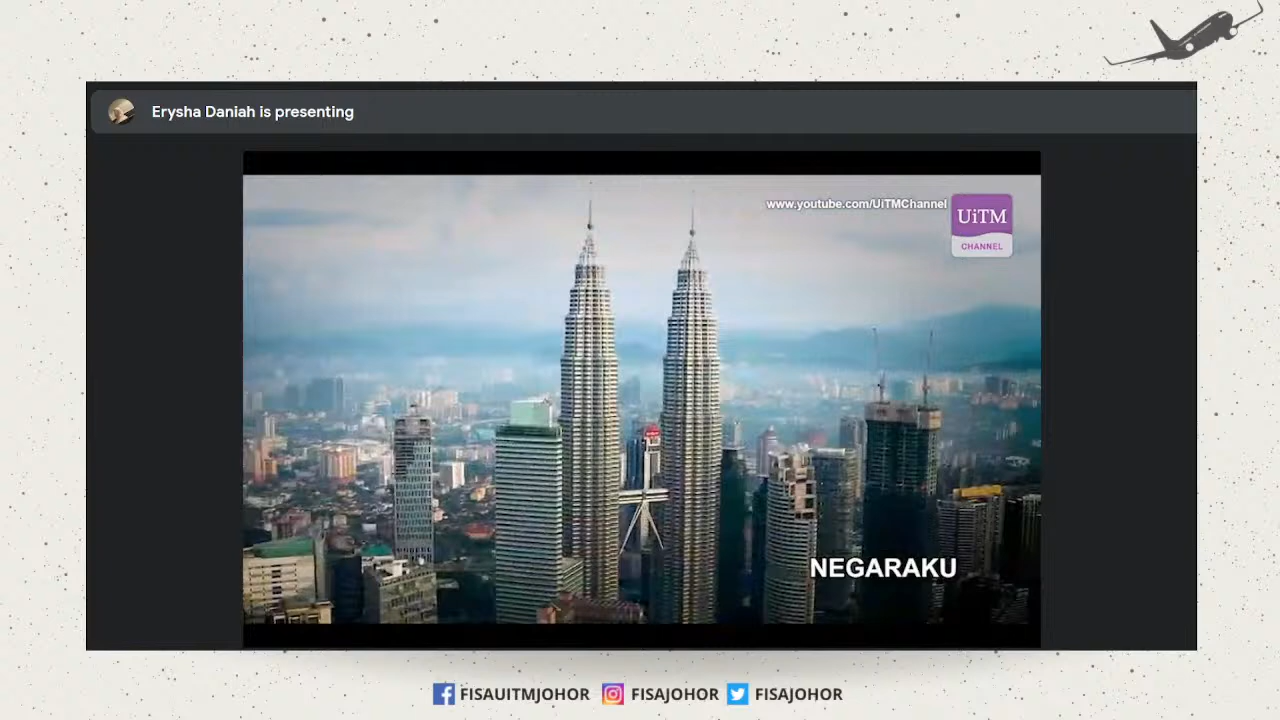 Erysha Daniah is presenting
www.youtube.com/UiTMChannel
UiTM
CHANNEL
NEGARAKU
FISAUITMJOHOR FISAJOHOR FISAJOHOR